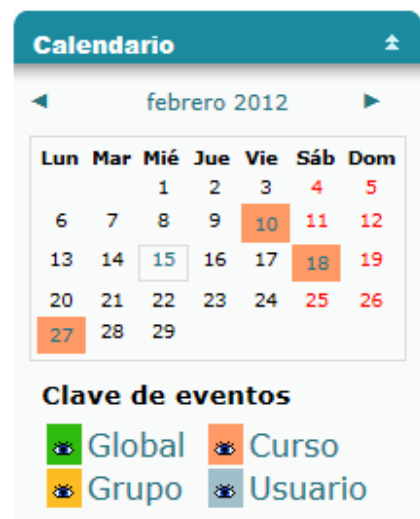 Calendario
febrero 2012
Lun Mar Mié Jue Vie Sáb Dom
1 2 3 4 5
6 7 8 9 10 11 12
13 14 15 16 17 18 19
20 21 22 23 24 25 26
27 28 29
Clave de eventos
Global Curso
Grupo Usuario